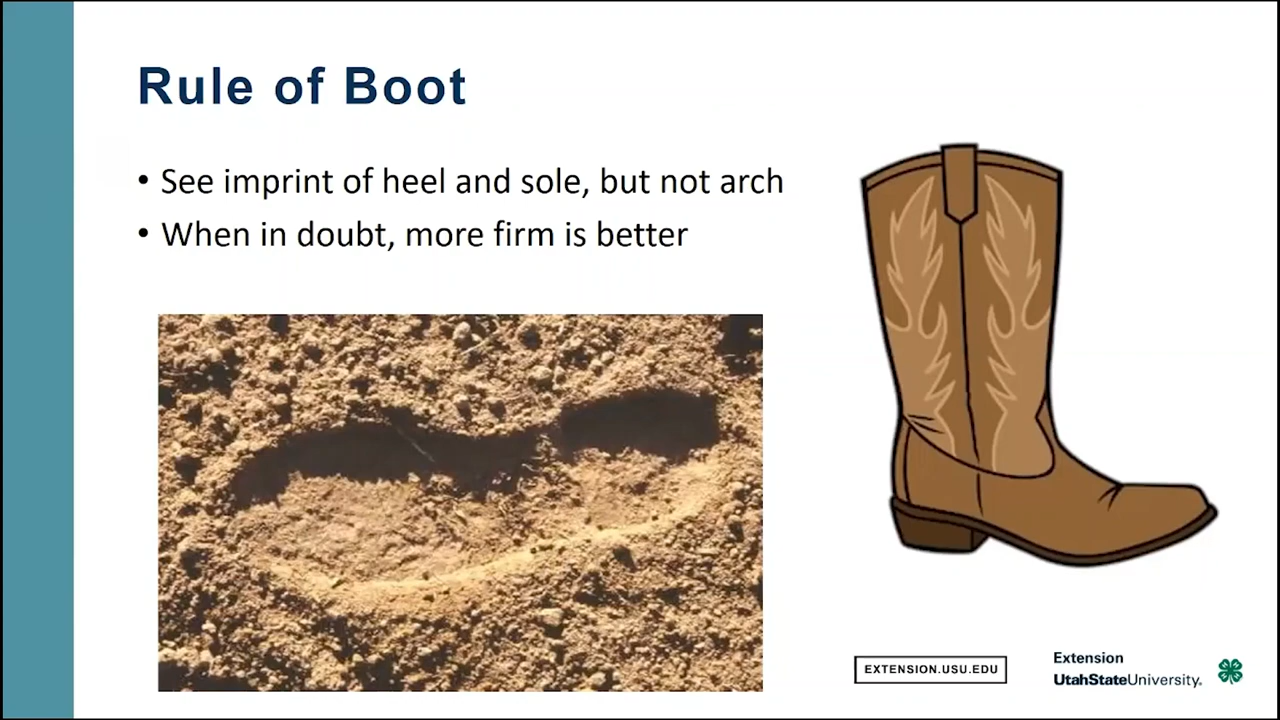 Rule of Boot
• See imprint of heel and sole, but not arch
• When in doubt, more firm is better
EXTENSION.USU.EDU
Extension
UtahStateUniversity.